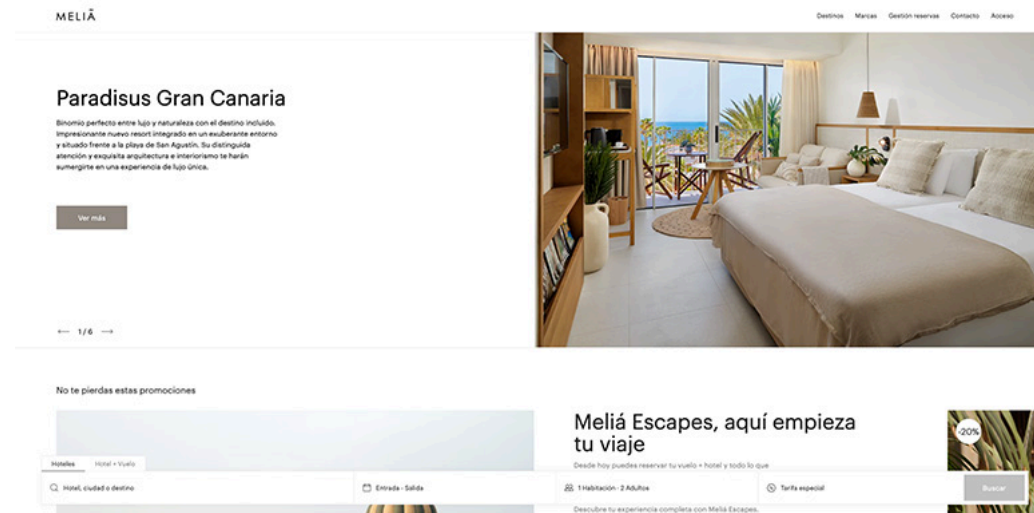 MELIÃ
Destinos Marcas Gestión reservas Contacto Acceso
Paradisus Gran Canaria
Binomio perfecto entre lujo y naturaleza con el destino incluido.
Impresionante nuevo resort integrado en un exuberante entorno
y situado frente a la playa de San Agustín. Su distinguida
atención y exquisita arquitectura e interiorismo te harán
sumergirte en una experiencia de lujo única.
Ver más
1 / 6
No te pierdas estas promociones
Meliá Escapes, aquí empieza
tu viaje
-20%
Desde hoy puedes reservar tu vuelo + hotel y todo lo que
Hoteles Hotel + Vuelo
Hotel, ciudad o destino Entrada - Salida 1 Habitación · 2 Adultos Tarifa especial Buscar
Descubre tu experiencia completa con Meliá Escapes.